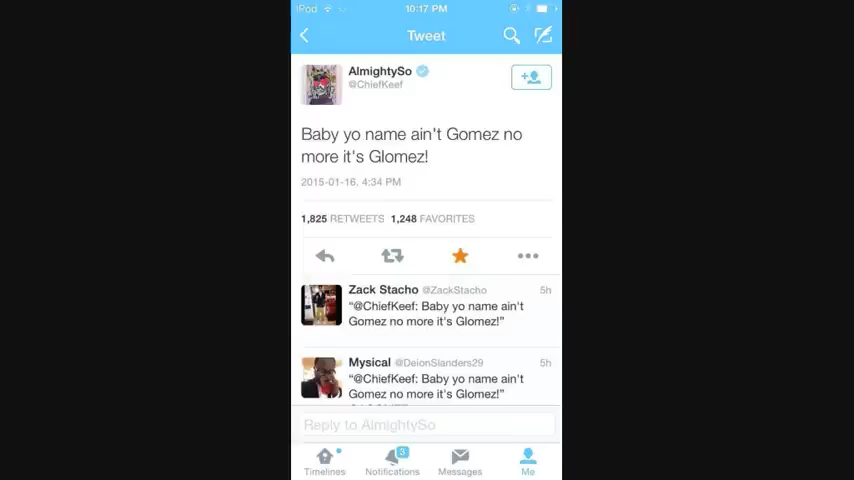 iPod 10:17 PM
Tweet
AlmightySo
@ChiefKeef
Baby yo name ain't Gomez no
more it's Glomez!
2015-01-16, 4:34 PM
1,825 RETWEETS 1,248 FAVORITES
Zack Stacho @ZackStacho 5h
“@ChiefKeef: Baby yo name ain't
Gomez no more it's Glomez!”
Mysical @DeionSlanders29 5h
“@ChiefKeef: Baby yo name ain't
Gomez no more it's Glomez!”
Reply to AlmightySo
3
Timelines Notifications Messages Me